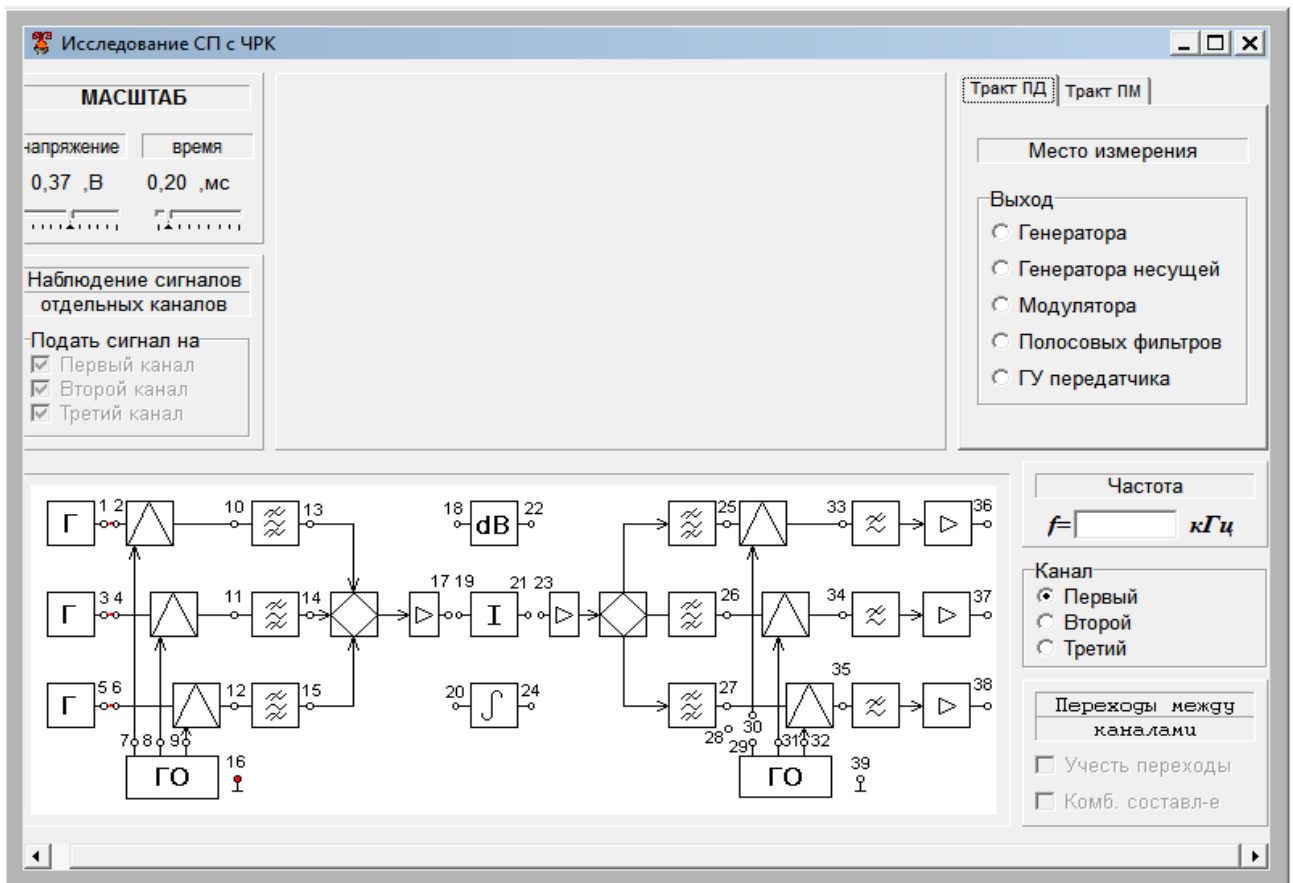 Исследование СП с ЧРК
МАСШТАБ
напряжение время
0,37 ,В 0,20 ,мс
Наблюдение сигналов
отдельных каналов
Подать сигнал на
Первый канал
Второй канал
Третий канал
Тракт ПД Тракт ПМ
Место измерения
Выход
Генератора
Генератора несущей
Модулятора
Полосовых фильтров
ГУ передатчика
Г 1 2 10 13 18 dB 22 25 33 36
Г 3 4 11 14 17 19 I 21 23 26 34 37
Г 5 6 12 15 20 ∫ 24 27 35 38
7 8 9 28 29 30 31 32
ГО 16 ГО 39
Частота
f= кГц
Канал
Первый
Второй
Третий
Переходы между
каналами
Учесть переходы
Комб. составл-е